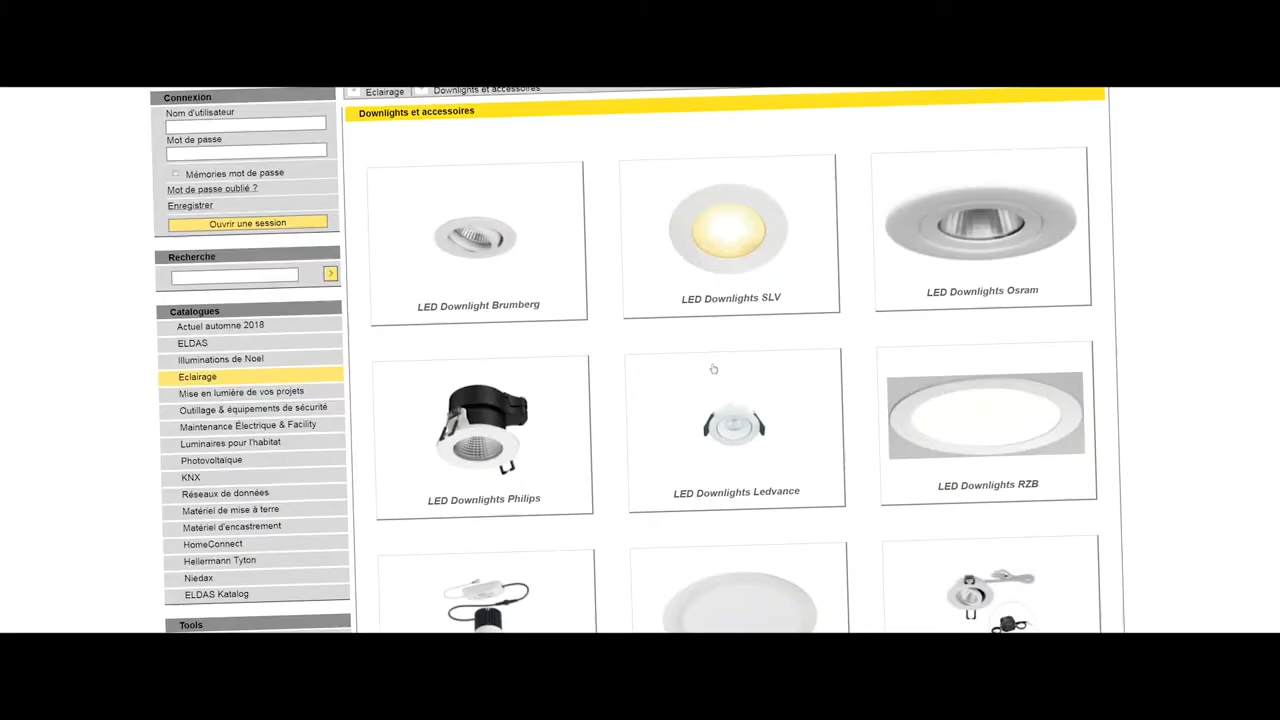 Connexion
Nom d'utilisateur
Mot de passe
Mémories mot de passe
Mot de passe oublié ?
Enregistrer
Ouvrir une session
Recherche
Catalogues
Actuel automne 2018
ELDAS
Illuminations de Noel
Eclairage
Mise en lumière de vos projets
Outillage & équipements de sécurité
Maintenance Électrique & Facility
Luminaires pour l'habitat
Photovoltaïque
KNX
Réseaux de données
Matériel de mise à terre
Matériel d'encastrement
HomeConnect
Hellermann Tyton
Niedax
ELDAS Katalog
Tools
Eclairage
Downlights et accessoires
Downlights et accessoires
LED Downlight Brumberg
LED Downlights SLV
LED Downlights Osram
LED Downlights Philips
LED Downlights Ledvance
LED Downlights RZB